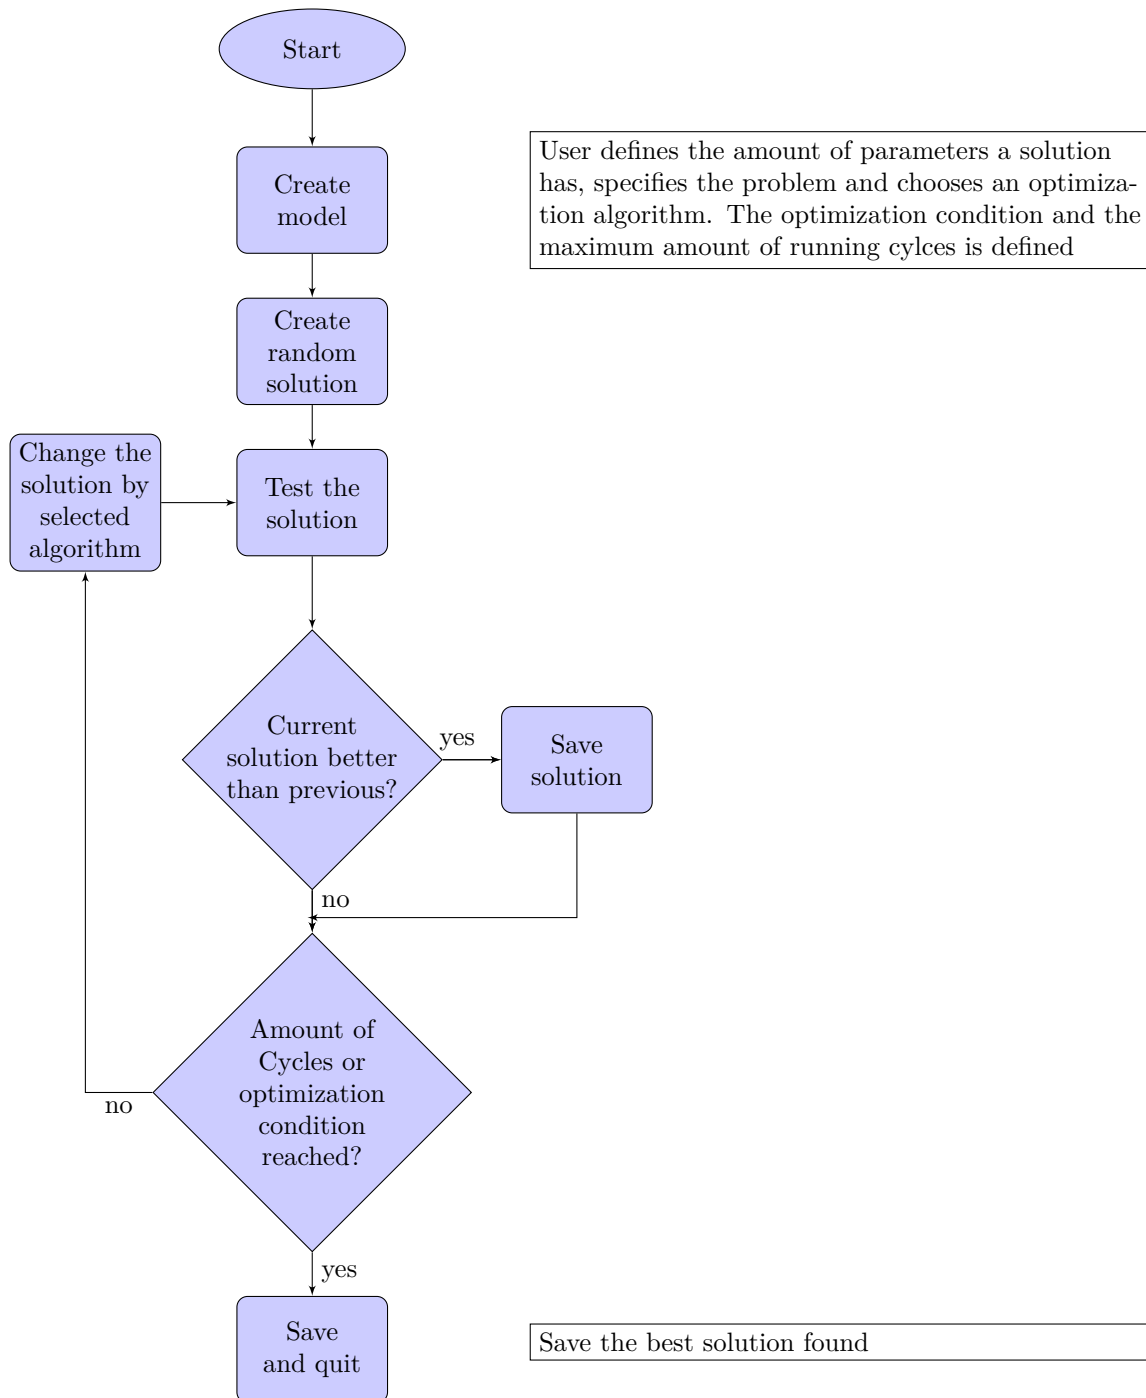 Start
Create
model
User defines the amount of parameters a solution
has, specifies the problem and chooses an optimiza-
tion algorithm. The optimization condition and the
maximum amount of running cylces is defined
Create
random
solution
Change the
solution by
selected
algorithm
Test the
solution
Current
solution better
than previous?
yes
Save
solution
no
Amount of
Cycles or
optimization
condition
reached?
no
yes
Save
and quit
Save the best solution found